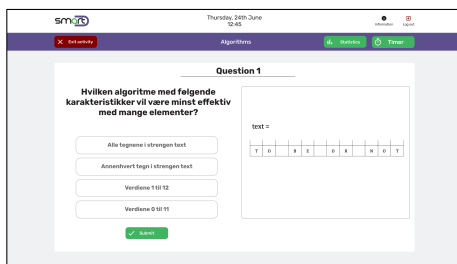 smart
Thursday, 24th June
12:45
Information
Log out
Exit activity
Algorithms
Statistics
Timer
Question 1
Hvilken algoritme med følgende
karakteristikker vil være minst effektiv
med mange elementer?
Alle tegnene i strengen text
Annenhvert tegn i strengen text
Verdiene 1 til 12
Verdiene 0 til 11
Submit
text =
T O B E O R N O T